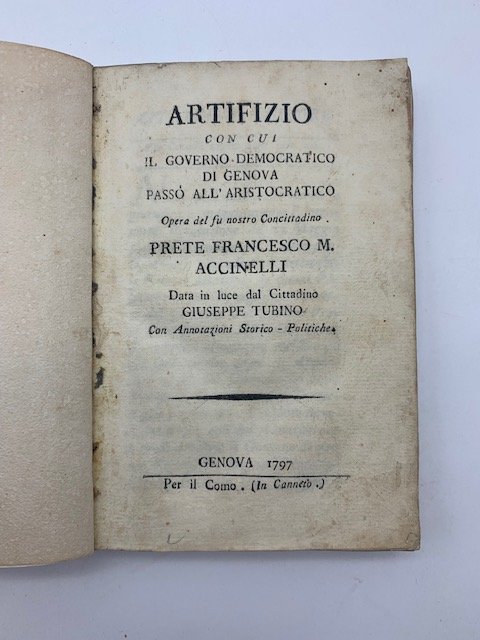 ARTIFIZIO
CON CUI
IL GOVERNO DEMOCRATICO
DI GENOVA
PASSÒ ALL'ARISTOCRATICO
Opera del fu nostro Concittadino.
PRETE FRANCESCO M.
ACCINELLI
Data in luce dal Cittadino
GIUSEPPE TUBINO
Con Annotazioni Storico - Politiche.
GENOVA 1797
Per il Como. (In Canneto.)